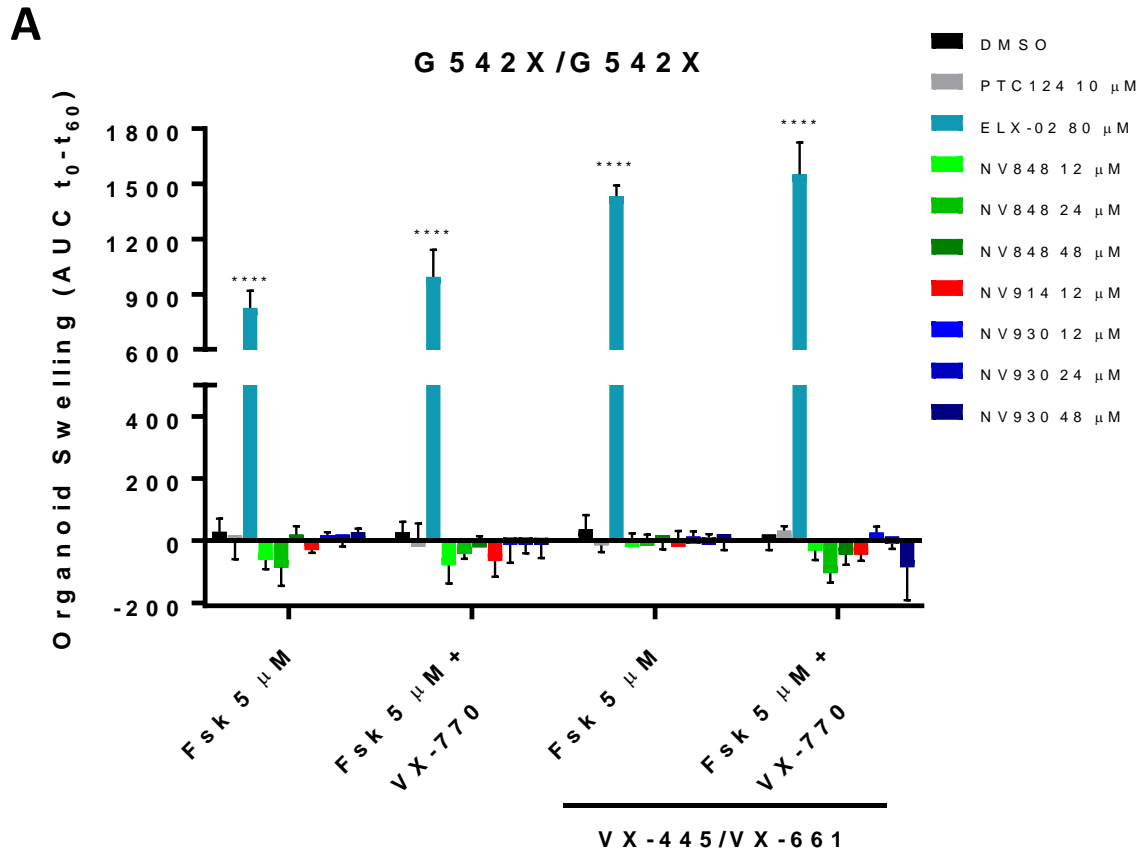 A
G542X/G542X
Organoid Swelling (AUC t0-t60)
1800
1500
1200
900
600
400
200
0
-200
****
****
****
****
Fsk 5 μM
Fsk 5 μM +
VX-770
Fsk 5 μM
Fsk 5 μM +
VX-770
VX-445/VX-661
DMSO
PTC124 10 μM
ELX-02 80 μM
NV848 12 μM
NV848 24 μM
NV848 48 μM
NV914 12 μM
NV930 12 μM
NV930 24 μM
NV930 48 μM